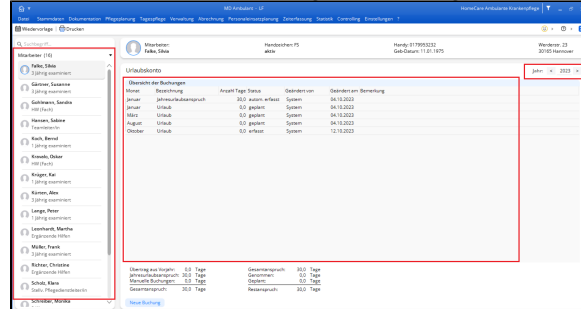 MD Ambulant - LF
HomeCare Ambulante Krankenpflege
Datei Stammdaten Dokumentation Pflegeplanung Tagespflege Verwaltung Abrechnung Personaleinsatzplanung Zeiterfassung Statistik Controlling Einstellungen ?
Wiedervorlage Drucken
Suchbegriff...
Mitarbeiter (16)
Falke, Silvia
3 jährig examiniert
Gärtner, Susanne
3 jährig examiniert
Gohlmann, Sandra
HW (Fach)
Hansen, Sabine
Teamleiter/in
Koch, Bernd
1 jährig examiniert
Krawski, Oskar
HW (Fach)
Krüger, Kai
1 jährig examiniert
Kürten, Alex
3 jährig examiniert
Lange, Peter
1 jährig examiniert
Leonhardt, Martha
Ergänzende Hilfen
Müller, Frank
3 jährig examiniert
Richter, Christine
Ergänzende Hilfen
Scholz, Klara
Stellv. Pflegedienstleiter/in
Schreiber, Monika
Mitarbeiter: Handzeichen: FS Handy: 0179950232 Werderstr. 23
Falke, Silvia aktiv Geb-Datum: 11.01.1975 30165 Hannover
Urlaubskonto
Jahr: < 2023 >
Übersicht der Buchungen
Monat Bezeichnung Anzahl Tage Status Geändert von Geändert am Bemerkung
Januar Jahresurlaubsanspruch 30,0 autom. erfasst System 04.10.2023
Januar Urlaub 0,0 geplant System 04.10.2023
März Urlaub 0,0 geplant System 04.10.2023
August Urlaub 0,0 geplant System 04.10.2023
Oktober Urlaub 0,0 erfasst System 12.10.2023
Übertrag aus Vorjahr: 0,0 Tage Gesamtanspruch: 30,0 Tage
Jahresurlaubsanspruch: 30,0 Tage Genommen: 0,0 Tage
Manuelle Buchungen: 0,0 Tage Geplant: 0,0 Tage
Gesamtanspruch: 30,0 Tage Restanspruch: 30,0 Tage
Neue Buchung